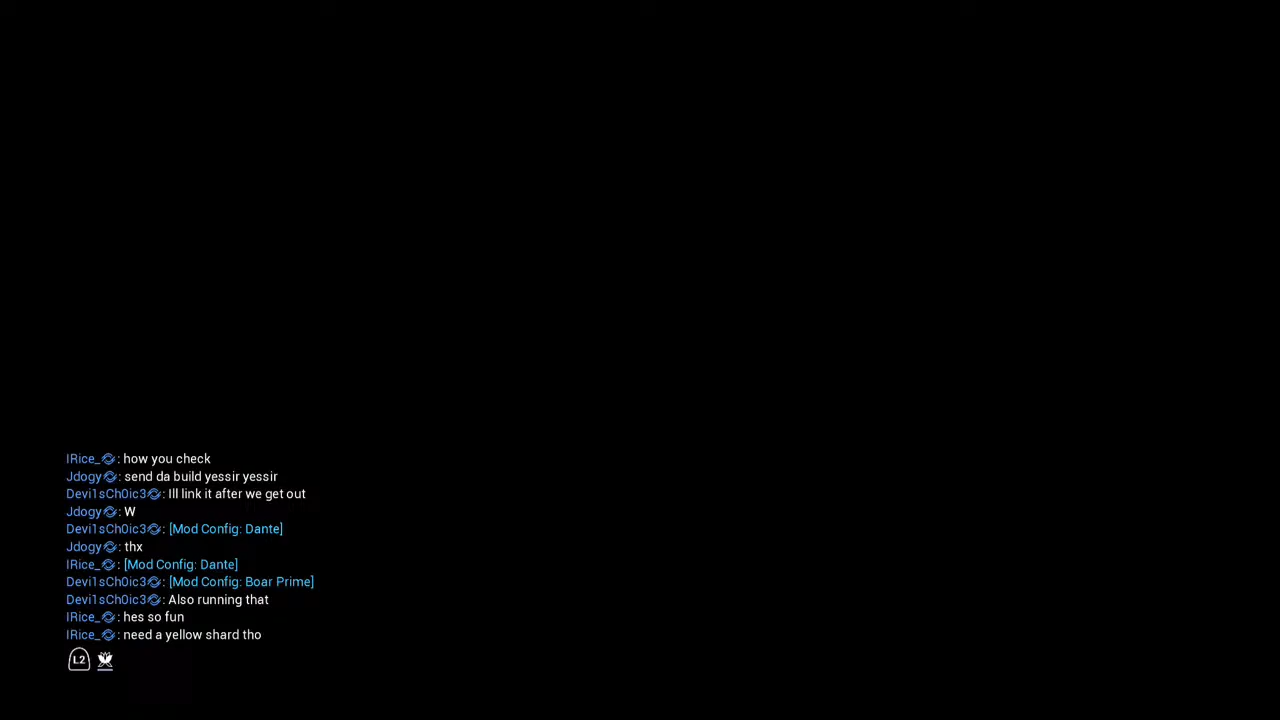 IRice_: how you check
Jdogy: send da build yessir yessir
Devi1sCh0ic3: Ill link it after we get out
Jdogy: W
Devi1sCh0ic3: [Mod Config: Dante]
Jdogy: thx
IRice_: [Mod Config: Dante]
Devi1sCh0ic3: [Mod Config: Boar Prime]
Devi1sCh0ic3: Also running that
IRice_: hes so fun
IRice_: need a yellow shard tho
L2